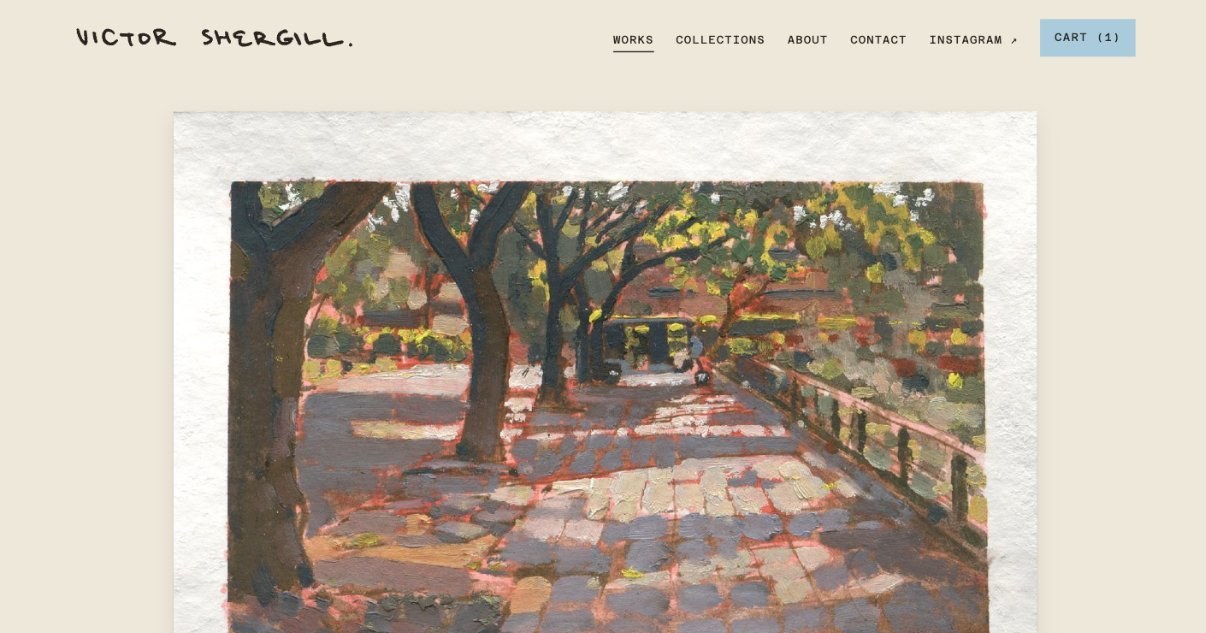 VICTOR SHERGILL.
WORKS COLLECTIONS ABOUT CONTACT INSTAGRAM ↗ CART (1)